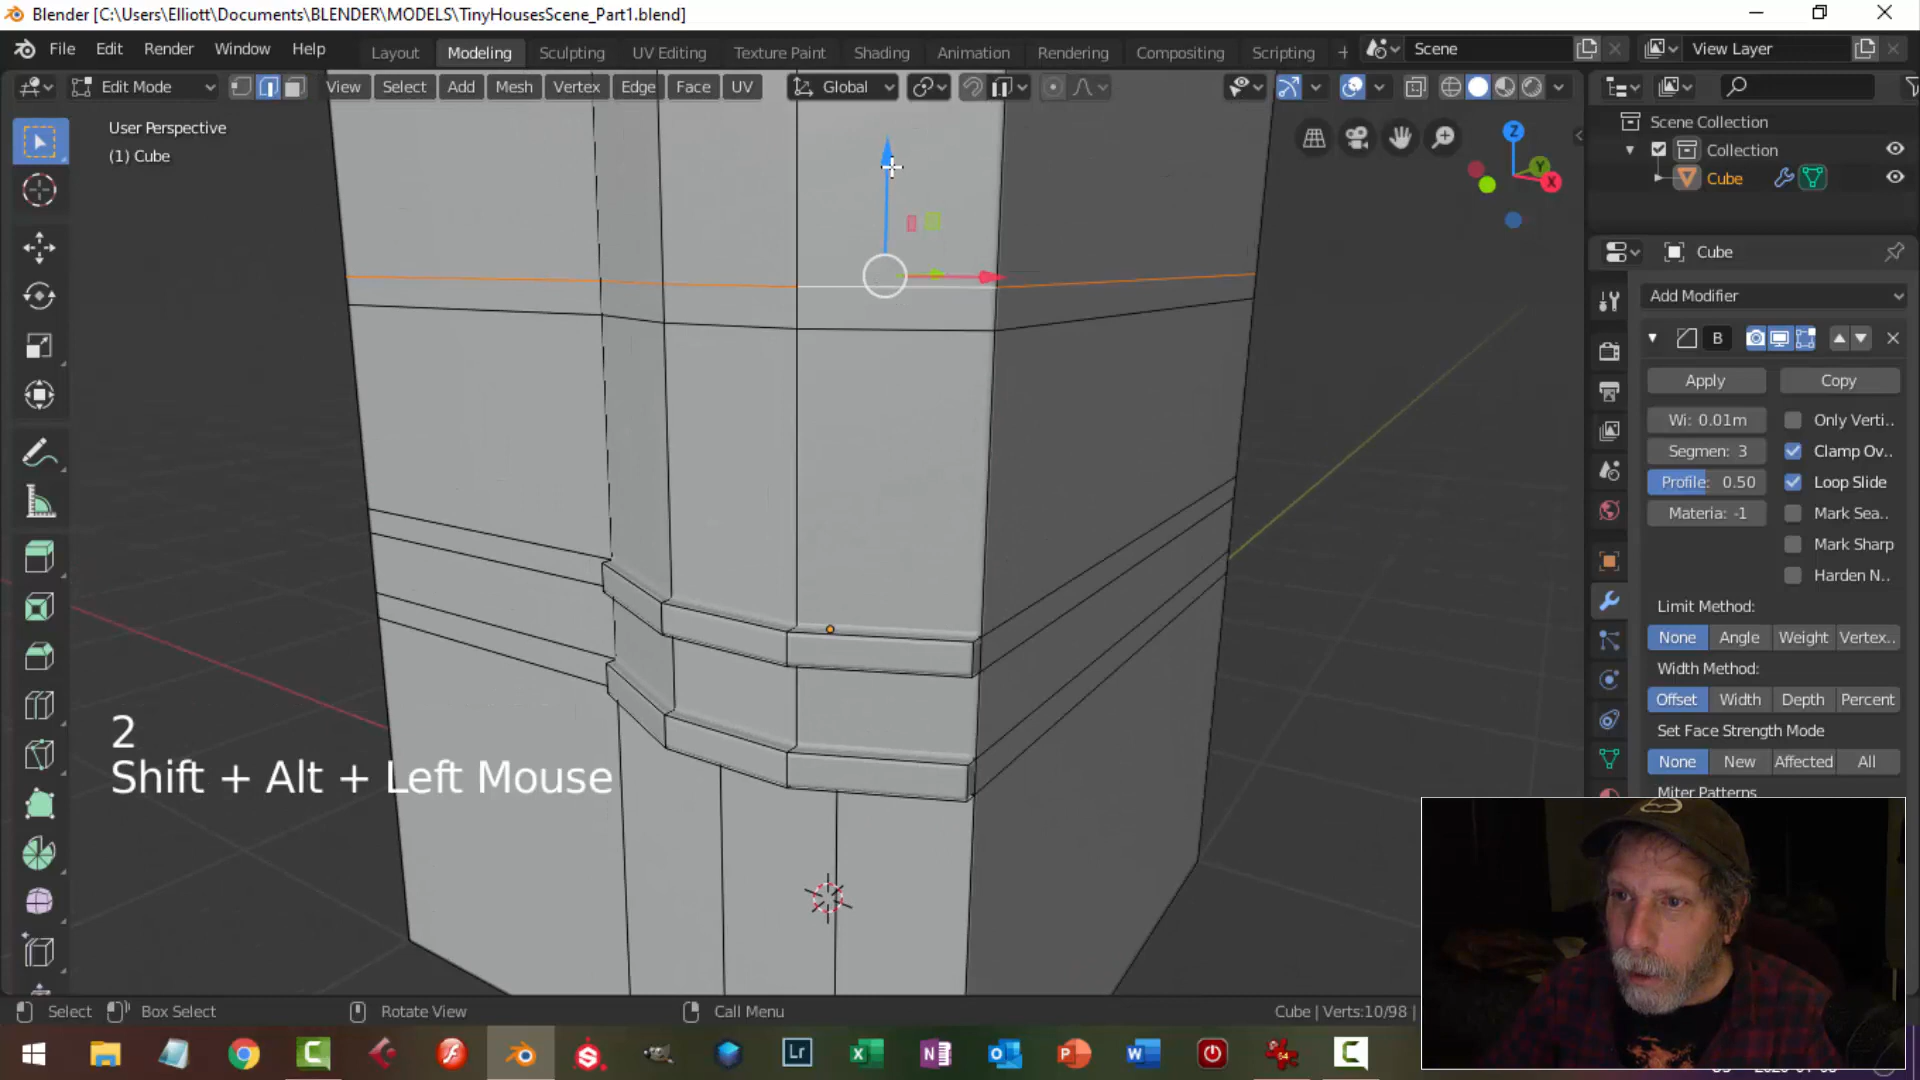 Blender [C:\Users\Elliott\Documents\BLENDER\MODELS\TinyHousesScene_Part1.blend]
File Edit Render Window Help
Layout Modeling Sculpting UV Editing Texture Paint Shading Animation Rendering Compositing Scripting
Scene
View Layer
Edit Mode
View Select Add Mesh Vertex Edge Face UV
Global
User Perspective
(1) Cube
Z
Y
X
Scene Collection
Collection
Cube
Cube
Add Modifier
B
Apply Copy
Wi: 0.01m Only Verti..
Segmen: 3 Clamp Ov..
Profile: 0.50 Loop Slide
Materia: -1 Mark Sea..
Mark Sharp
Harden N..
Limit Method:
None Angle Weight Vertex..
Width Method:
Offset Width Depth Percent
Set Face Strength Mode
None New Affected All
Miter Patterns
2
Shift + Alt + Left Mouse
Select Box Select Rotate View Call Menu
Cube | Verts:10/98 |
Lr